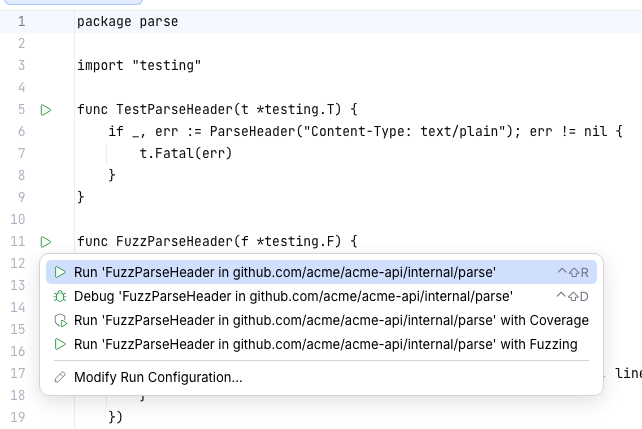 1 package parse
2
3 import "testing"
4
5 func TestParseHeader(t *testing.T) {
6 if _, err := ParseHeader("Content-Type: text/plain"); err != nil {
7 t.Fatal(err)
8 }
9 }
10
11 func FuzzParseHeader(f *testing.F) {
12
Run 'FuzzParseHeader in github.com/acme/acme-api/internal/parse' ⌃⇧R
13
Debug 'FuzzParseHeader in github.com/acme/acme-api/internal/parse' ⌃⇧D
14
Run 'FuzzParseHeader in github.com/acme/acme-api/internal/parse' with Coverage
15
16
Run 'FuzzParseHeader in github.com/acme/acme-api/internal/parse' with Fuzzing
17 line
Modify Run Configuration...
18 }
19 })